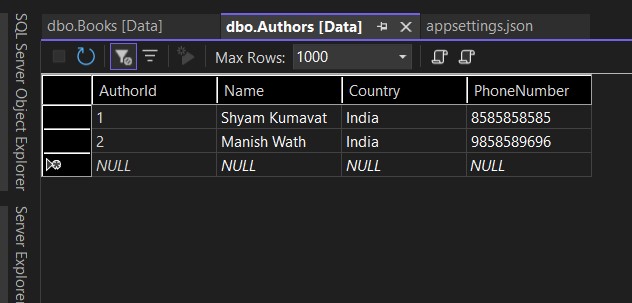 dbo.Books [Data] dbo.Authors [Data] appsettings.json
Max Rows: 1000
AuthorId Name Country PhoneNumber
1 Shyam Kumavat India 8585858585
2 Manish Wath India 9858589696
NULL NULL NULL NULL
SQL Server Object Explorer
Server Explorer